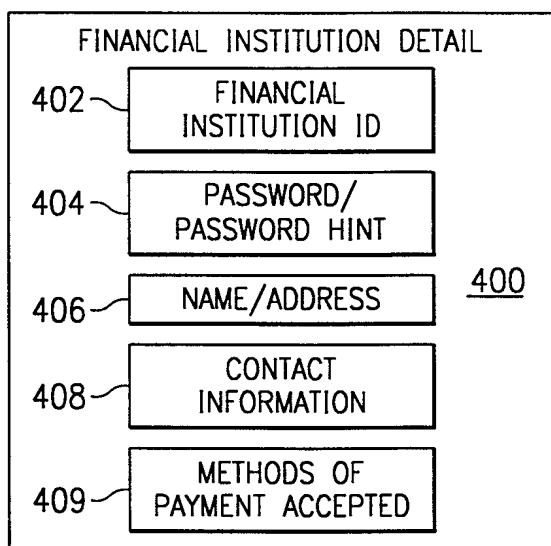 FINANCIAL INSTITUTION DETAIL
402
FINANCIAL
INSTITUTION ID
404
PASSWORD/
PASSWORD HINT
406
NAME/ADDRESS
400
408
CONTACT
INFORMATION
409
METHODS OF
PAYMENT ACCEPTED